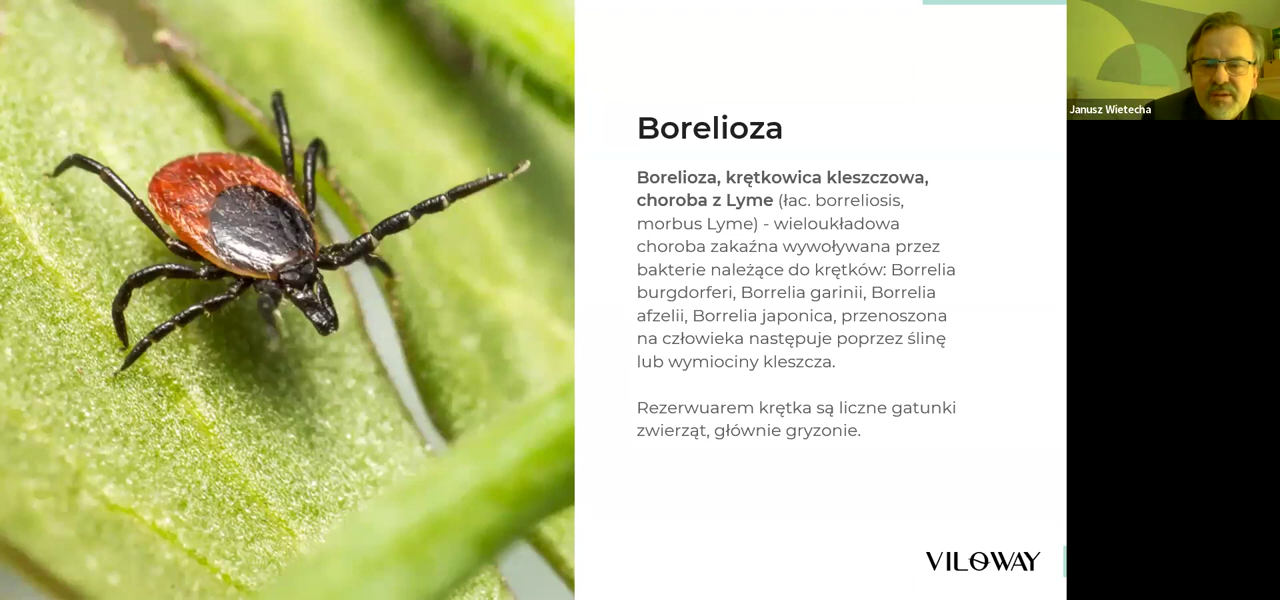 Borelioza
Borelioza, krętkowica kleszczowa,
choroba z Lyme (łac. borreliosis,
morbus Lyme) - wieloukładowa
choroba zakaźna wywoływana przez
bakterie należące do krętków: Borrelia
burgdorferi, Borrelia garinii, Borrelia
afzelii, Borrelia japonica, przenoszona
na człowieka następuje poprzez ślinę
lub wymiociny kleszcza.
Rezerwuarem krętka są liczne gatunki
zwierząt, głównie gryzonie.
VILOWAY
Janusz Wietecha